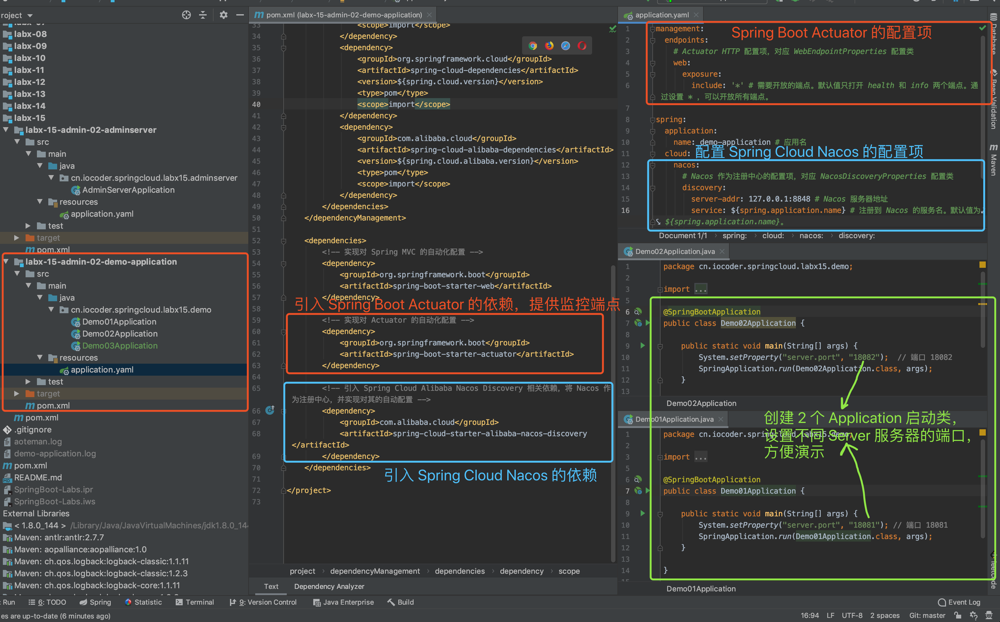 roject
labx-08
labx-09
labx-10
labx-11
labx-12
labx-13
labx-14
labx-15
labx-15-admin-02-adminserver
src
main
java
cn.iocoder.springcloud.labx15.adminserver
AdminServerApplication
resources
application.yaml
test
target
pom.xml
labx-15-admin-02-demo-application
src
main
java
cn.iocoder.springcloud.labx15.demo
Demo01Application
Demo02Application
Demo03Application
resources
application.yaml
test
target
pom.xml
pom.xml
.gitignore
aoteman.log
demo-application.log
pom.xml
README.md
SpringBoot-Labs.ipr
SpringBoot-Labs.iws
External Libraries
< 1.8.0_144 > /Library/Java/JavaVirtualMachines/jdk1.8.0_144
Maven: antlr:antlr:2.7.7
Maven: aopalliance:aopalliance:1.0
Maven: ch.qos.logback:logback-classic:1.1.11
Maven: ch.qos.logback:logback-classic:1.2.3
Maven: ch.qos.logback:logback-core:1.1.11
pom.xml (labx-15-admin-02-demo-application)
33 <scope>import</scope>
34 </dependency>
35 <dependency>
36 <groupId>org.springframework.cloud</groupId>
37 <artifactId>spring-cloud-dependencies</artifactId>
38 <version>${spring.cloud.version}</version>
39 <type>pom</type>
40 <scope>import</scope>
41 </dependency>
42 <dependency>
43 <groupId>com.alibaba.cloud</groupId>
44 <artifactId>spring-cloud-alibaba-dependencies</artifactId>
45 <version>${spring.cloud.alibaba.version}</version>
46 <type>pom</type>
47 <scope>import</scope>
48 </dependency>
49 </dependencies>
50 </dependencyManagement>
51
52 <dependencies>
53 <!-- 实现对 Spring MVC 的自动化配置 -->
54 <dependency>
55 <groupId>org.springframework.boot</groupId>
56 <artifactId>spring-boot-starter-web</artifactId>
57 </dependency>
引入 Spring Boot Actuator 的依赖，提供监控端点
59 <!-- 实现对 Actuator 的自动化配置 -->
60 <dependency>
61 <groupId>org.springframework.boot</groupId>
62 <artifactId>spring-boot-starter-actuator</artifactId>
63 </dependency>
64
65 <!-- 引入 Spring Cloud Alibaba Nacos Discovery 相关依赖，将 Nacos 作
为注册中心，并实现对其的自动配置 -->
66 <dependency>
67 <groupId>com.alibaba.cloud</groupId>
68 <artifactId>spring-cloud-starter-alibaba-nacos-discovery
</artifactId>
69 </dependency>
70 </dependencies>
引入 Spring Cloud Nacos 的依赖
71
72 </project>
73
project > dependencyManagement > dependencies > dependency > scope
Text Dependency Analyzer
application.yaml
Spring Boot Actuator 的配置项
1 management:
2 endpoints:
3 # Actuator HTTP 配置项，对应 WebEndpointProperties 配置类
4 web:
5 exposure:
6 include: '*' # 需要开放的端点。默认值只打开 health 和 info 两个端点。通
过设置 * ，可以开放所有端点。
7
8 spring:
9 application:
10 name: demo-application # 应用名
配置 Spring Cloud Nacos 的配置项
11 cloud:
12 nacos:
13 # Nacos 作为注册中心的配置项，对应 NacosDiscoveryProperties 配置类
14 discovery:
15 server-addr: 127.0.0.1:8848 # Nacos 服务器地址
16 service: ${spring.application.name} # 注册到 Nacos 的服务名。默认值为
${spring.application.name}。
Document 1/1 > spring: > cloud: > nacos: > discovery:
Demo02Application.java
1 package cn.iocoder.springcloud.labx15.demo;
2
3 import ...
6 @SpringBootApplication
7 public class Demo02Application {
8
9 public static void main(String[] args) {
10 System.setProperty("server.port", "18082"); // 端口 18082
11 SpringApplication.run(Demo02Application.class, args);
12 }
Demo02Application
Demo01Application.java
创建 2 个 Application 启动类，
设置不同 Server 服务器的端口，
方便演示
1 package cn.iocoder.springcloud.labx15.demo;
2
3 import ...
6 @SpringBootApplication
7 public class Demo01Application {
8
9 public static void main(String[] args) {
10 System.setProperty("server.port", "18081"); // 端口 18081
11 SpringApplication.run(Demo01Application.class, args);
12 }
13
14 }
Demo01Application
Database
Bean Validation
Maven
Run 6: TODO Spring Statistic Terminal 9: Version Control Java Enterprise Build Event Log
es are up-to-date (6 minutes ago)
16:94 LF UTF-8 2 spaces Git: master